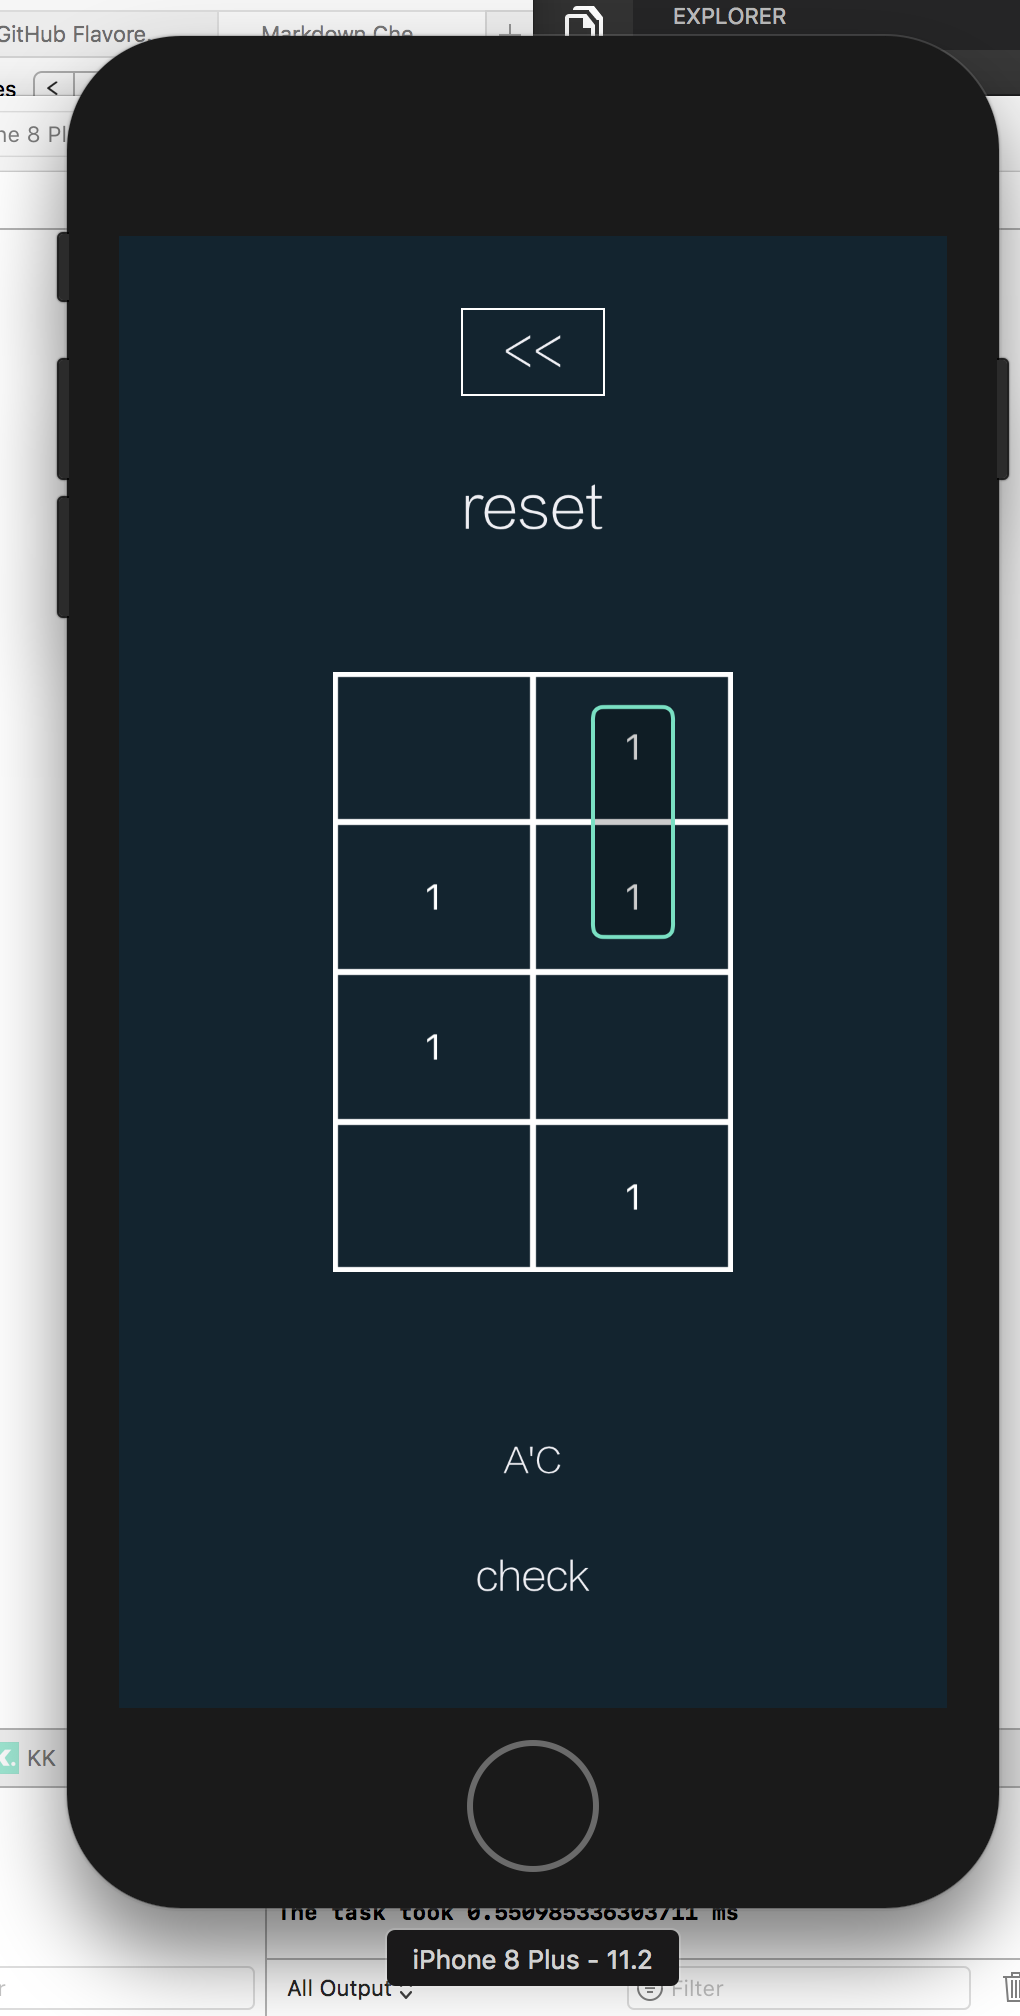 GitHub Flavore.
Markdown Che
EXPLORER
es <
ne 8 Pl
<<
reset
1
1 1
1
1
A'C
check
K. KK
The task took 0.550985336303711 ms
iPhone 8 Plus - 11.2
r All Output Filter